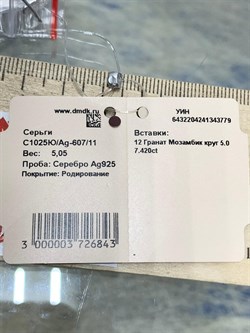 www.dmdk.ru
Серьги
С1025Ю/Ag-607/11
Вес: 5,05
Проба: Серебро Ag925
Покрытие: Родирование
3 000003 726843
УИН
6432204241343779
Вставки:
12 Гранат Мозамбик круг 5.0
7.420ct